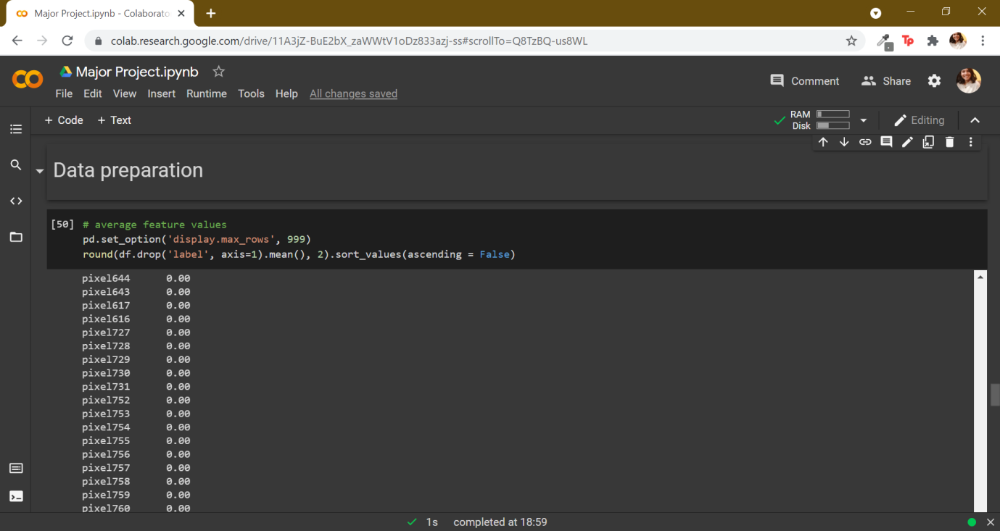 Major Project.ipynb - Colaborato
colab.research.google.com/drive/11A3jZ-BuE2bX_zaWWtV1oDz833azj-ss#scrollTo=Q8TzBQ-us8WL
Tp
Major Project.ipynb
Comment
Share
File Edit View Insert Runtime Tools Help All changes saved
+ Code + Text
RAM
Disk
Editing
Data preparation
[50] # average feature values
pd.set_option('display.max_rows', 999)
round(df.drop('label', axis=1).mean(), 2).sort_values(ascending = False)
pixel644 0.00
pixel643 0.00
pixel617 0.00
pixel616 0.00
pixel727 0.00
pixel728 0.00
pixel729 0.00
pixel730 0.00
pixel731 0.00
pixel752 0.00
pixel753 0.00
pixel754 0.00
pixel755 0.00
pixel756 0.00
pixel757 0.00
pixel758 0.00
pixel759 0.00
pixel760 0.00
1s completed at 18:59